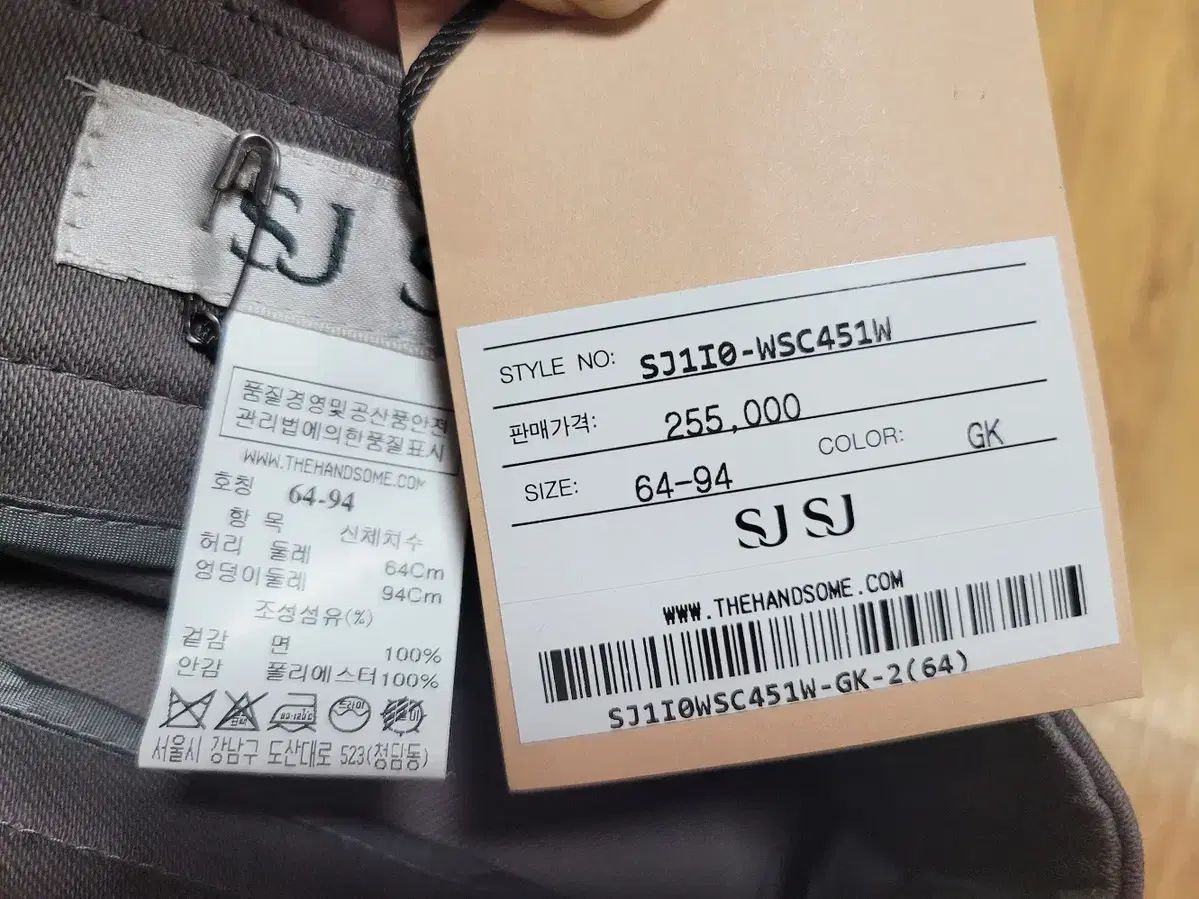 SJ S
품질경영및공산품안전
관리법에의한품질표시
WWW.THEHANDSOME.COM
호칭 64-94
항 목 신체치수
허리 둘레 64Cm
엉덩이둘레 94Cm
조성섬유(%)
겉감 면 100%
안감 폴리에스터100%
서울시 강남구 도산대로 523(청담동)
STYLE NO: SJ1I0-WSC451W
판매가격: 255,000
SIZE: 64-94 COLOR: GK
SJ SJ
www.THEHANDSOME.COM
SJ1I0WSC451W-GK-2(64)